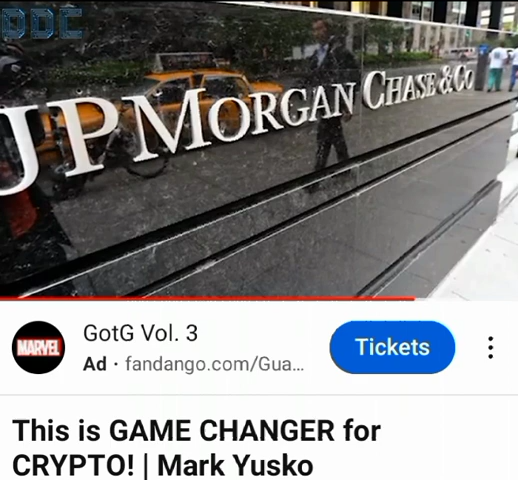 DDC
JPMORGAN CHASE & CO
MARVEL
GotG Vol. 3
Tickets
Ad · fandango.com/Gua...
This is GAME CHANGER for
CRYPTO! | Mark Yusko